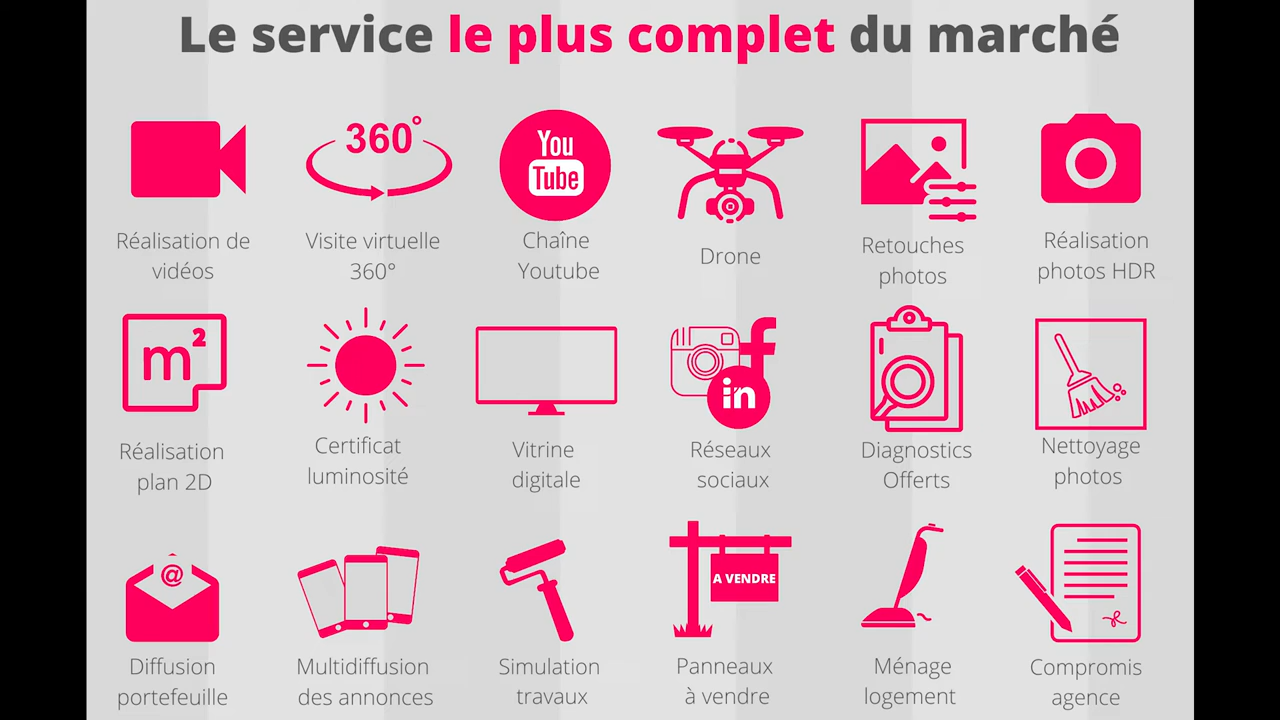 Le service le plus complet du marché
360°
You
Tube
Réalisation de
vidéos
Visite virtuelle
360°
Chaîne
Youtube
Drone
Retouches
photos
Réalisation
photos HDR
m²
f
in
Réalisation
plan 2D
Certificat
luminosité
Vitrine
digitale
Réseaux
sociaux
Diagnostics
Offerts
Nettoyage
photos
@
A VENDRE
Diffusion
portefeuille
Multidiffusion
des annonces
Simulation
travaux
Panneaux
à vendre
Ménage
logement
Compromis
agence